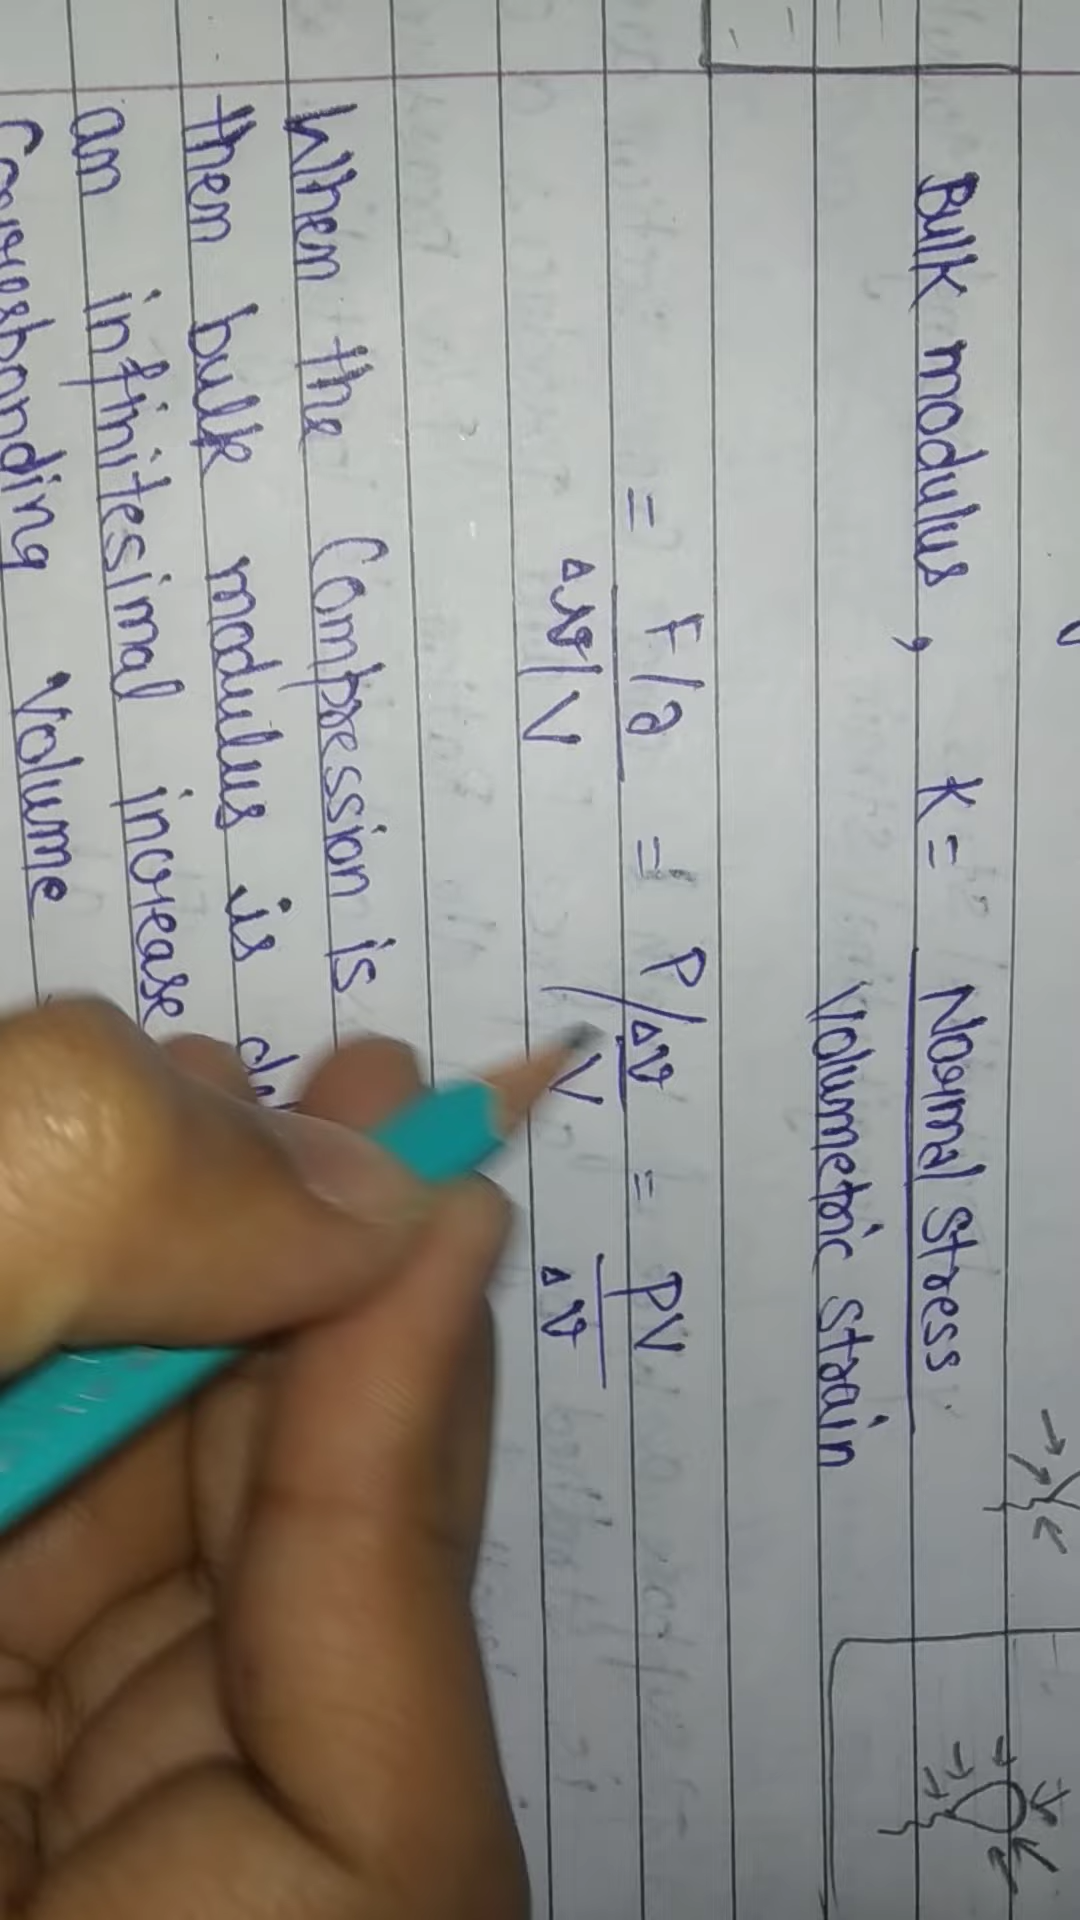 Bulk modulus, K = Normal Stress
Volumetric Strain
= F/a = P/Δv = PV
Δv/V V Δv
When the Compression is
then bulk modulus is
an infinitesimal increase
Corresponding Volume